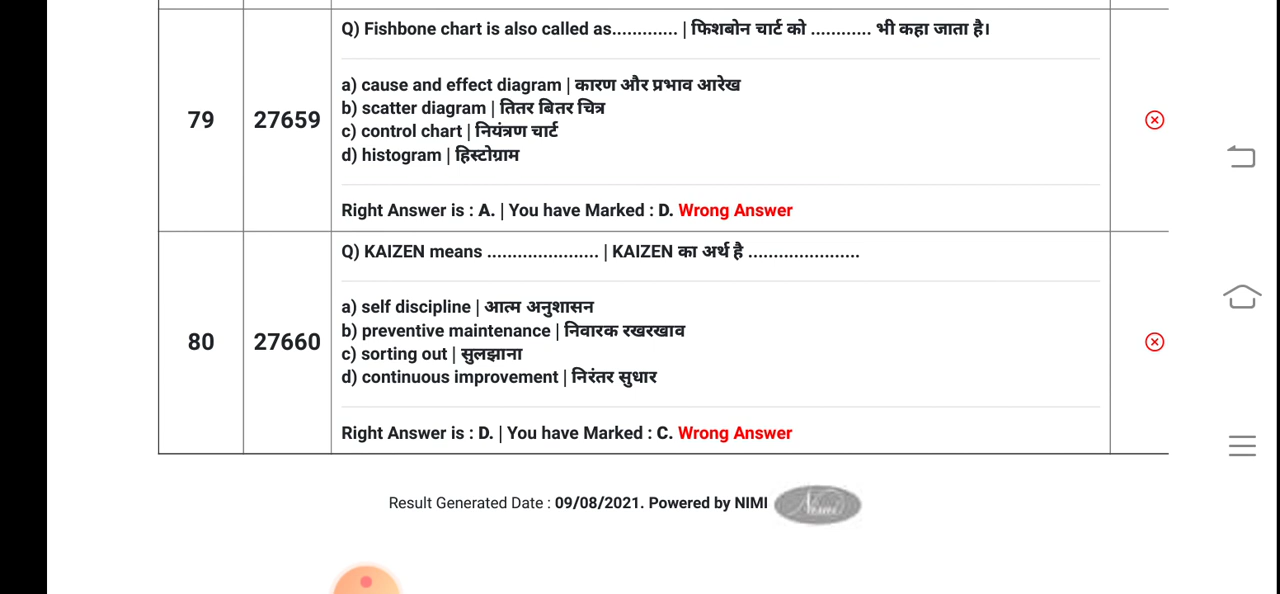 Q) Fishbone chart is also called as............. | फिशबोन चार्ट को ............ भी कहा जाता है।
a) cause and effect diagram | कारण और प्रभाव आरेख
b) scatter diagram | तितर बितर चित्र
79 27659
c) control chart | नियंत्रण चार्ट
d) histogram | हिस्टोग्राम
Right Answer is : A. | You have Marked : D. Wrong Answer
Q) KAIZEN means ...................... | KAIZEN का अर्थ है ......................
a) self discipline | आत्म अनुशासन
b) preventive maintenance | निवारक रखरखाव
80 27660
c) sorting out | सुलझाना
d) continuous improvement | निरंतर सुधार
Right Answer is : D. | You have Marked : C. Wrong Answer
Result Generated Date : 09/08/2021. Powered by NIMI
Nimi